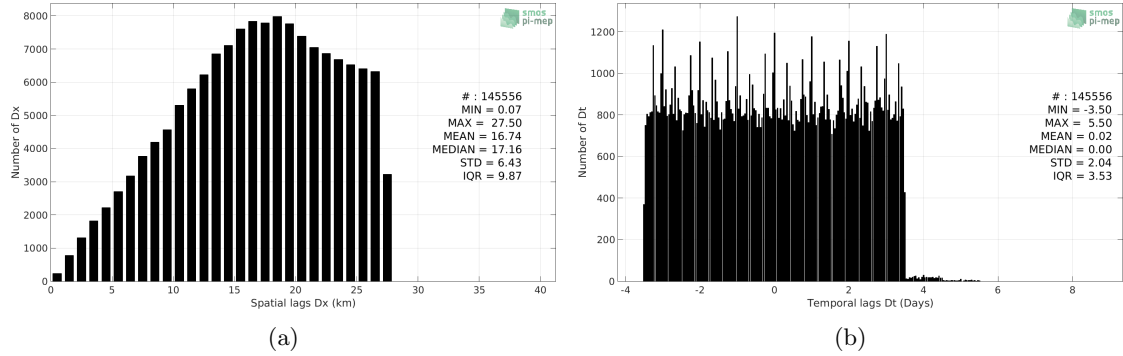 smos
pi-mep
8000
7000
6000
5000
4000
3000
2000
1000
0
Number of Dx
# : 145556
MIN = 0.07
MAX = 27.50
MEAN = 16.74
MEDIAN = 17.16
STD = 6.43
IQR = 9.87
0 5 10 15 20 25 30 35 40
Spatial lags Dx (km)
(a)
smos
pi-mep
1200
1000
800
600
400
200
0
Number of Dt
# : 145556
MIN = -3.50
MAX = 5.50
MEAN = 0.02
MEDIAN = 0.00
STD = 2.04
IQR = 3.53
-4 -2 0 2 4 6 8
Temporal lags Dt (Days)
(b)